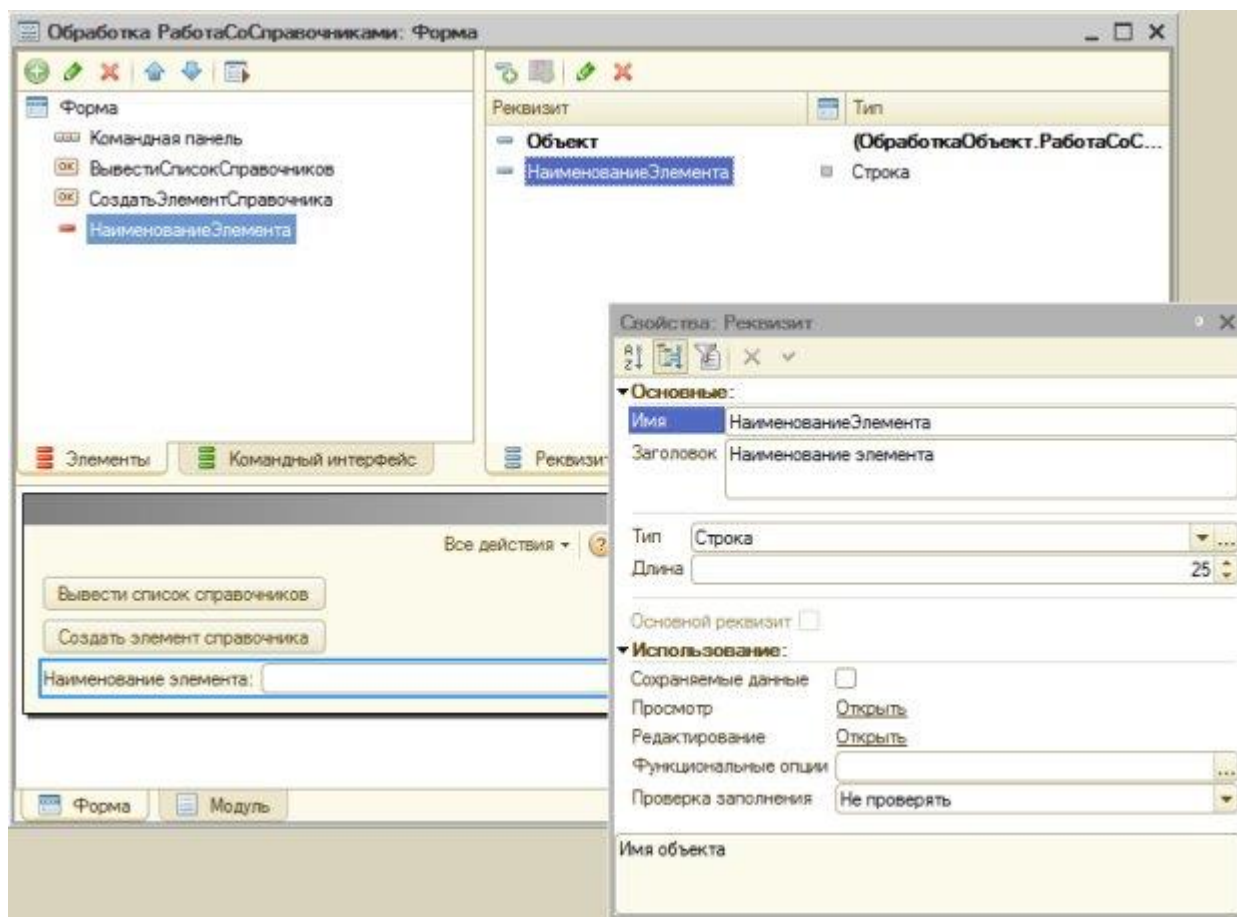 Обработка РаботаСоСправочниками: Форма
Форма
Командная панель
ВывестиСписокСправочников
СоздатьЭлементСправочника
НаименованиеЭлемента
Элементы
Командный интерфейс
Реквизит Тип
Объект (ОбработкаОбъект.РаботаСоС...
НаименованиеЭлемента Строка
Реквизит
Все действия
Вывести список справочников
Создать элемент справочника
Наименование элемента:
Форма
Модуль
Свойства: Реквизит
Основные:
Имя НаименованиеЭлемента
Заголовок Наименование элемента
Тип Строка ...
Длина 25
Основной реквизит
Использование:
Сохраняемые данные
Просмотр Открыть
Редактирование Открыть
Функциональные опции ...
Проверка заполнения Не проверять
Имя объекта